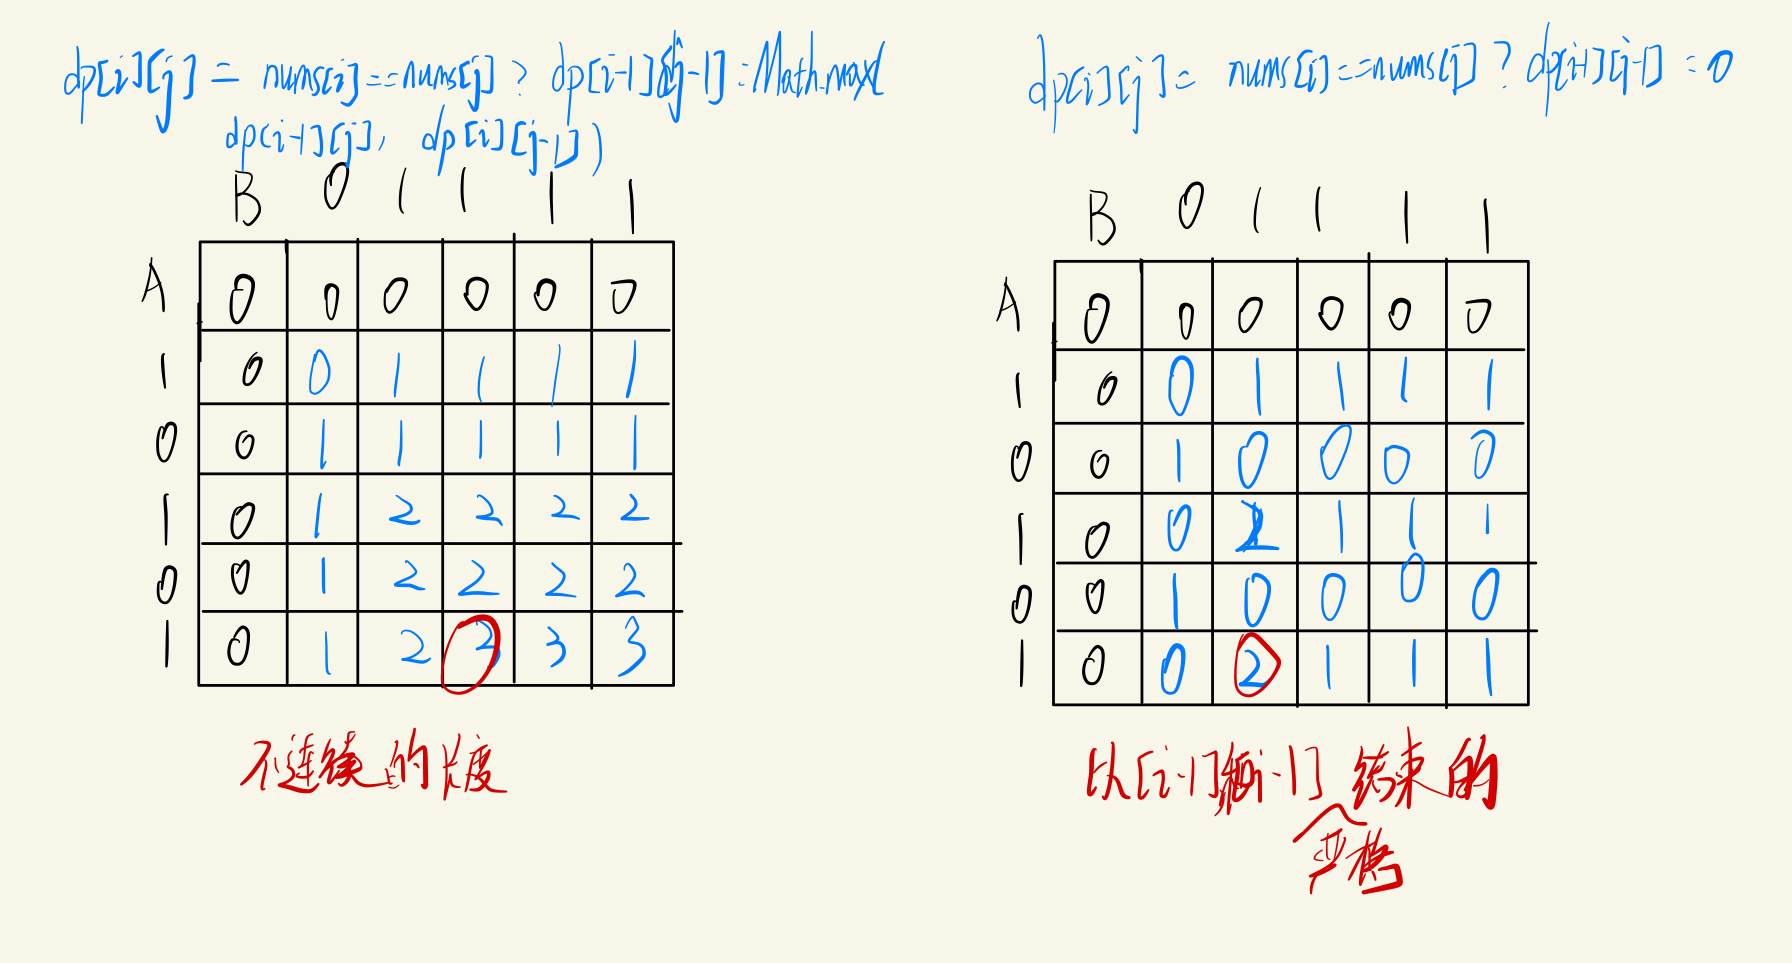 dp[i][j] = nums[i]==nums[j] ? dp[i-1][j-1] : Math.max(
dp[i-1][j], dp[i][j-1])
B 0 1 1 1 1
A 0 0 0 0 0 0
1 0 0 1 1 1 1
0 0 1 1 1 1 1
1 0 1 2 2 2 2
0 0 1 2 2 2 2
1 0 1 2 2 3 3
不连续的长度
dp[i][j] = nums[i]==nums[j] ? dp[i-1][j-1] : 0
B 0 1 1 1 1
A 0 0 0 0 0 0
1 0 0 1 1 1 1
0 0 1 0 0 0 0
1 0 0 2 1 1 1
0 0 1 0 0 0 0
1 0 0 2 1 1 1
以[i-1]和[j-1]结束的
严格